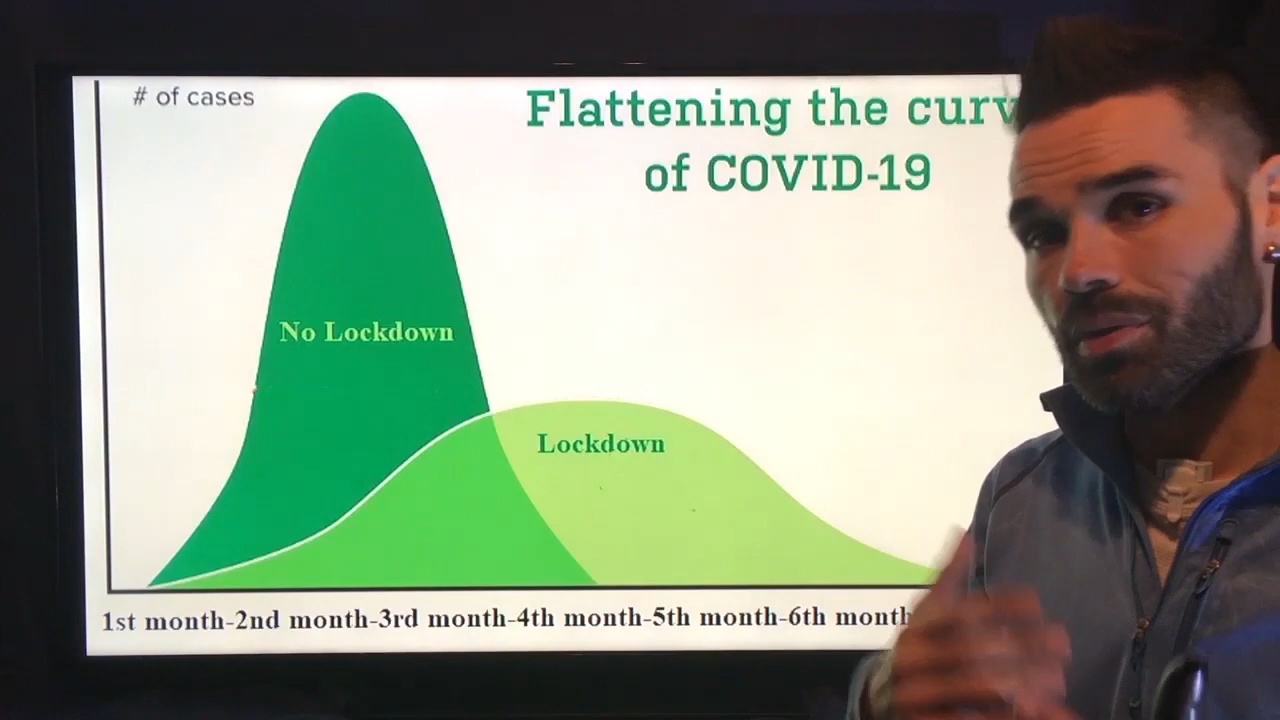 # of cases
Flattening the curv
of COVID-19
No Lockdown
Lockdown
1st month-2nd month-3rd month-4th month-5th month-6th month